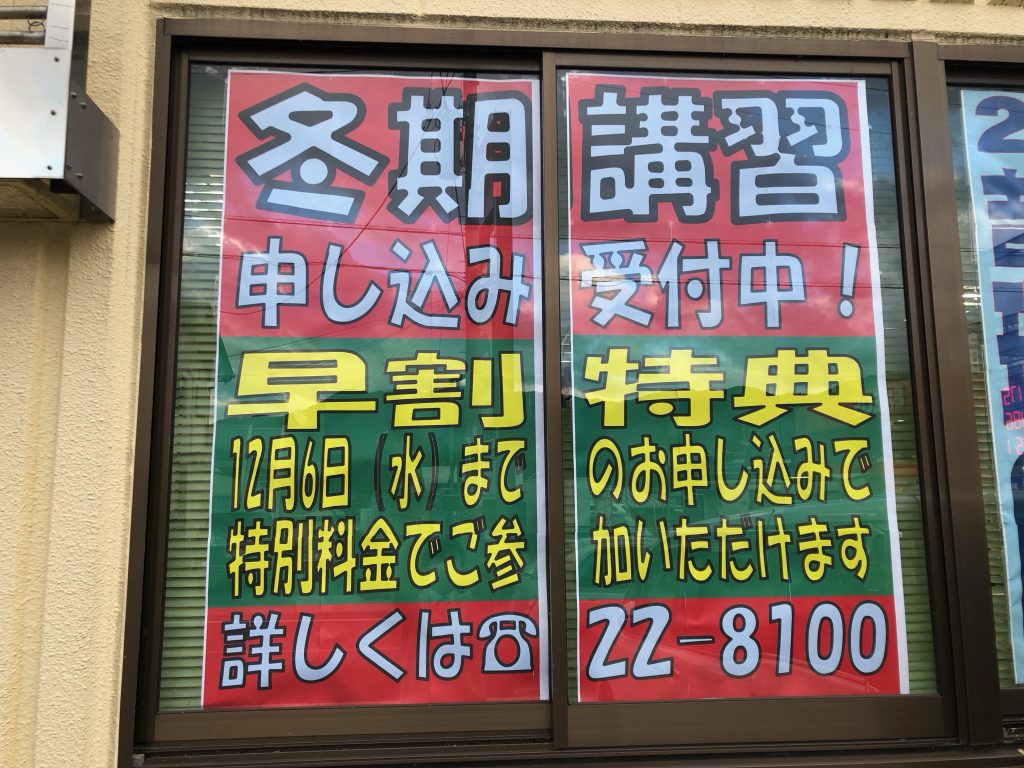 冬期講習
申し込み受付中！
早割特典
12月6日（水）までのお申し込みで
特別料金でご参加いただけます
詳しくは☎22-8100